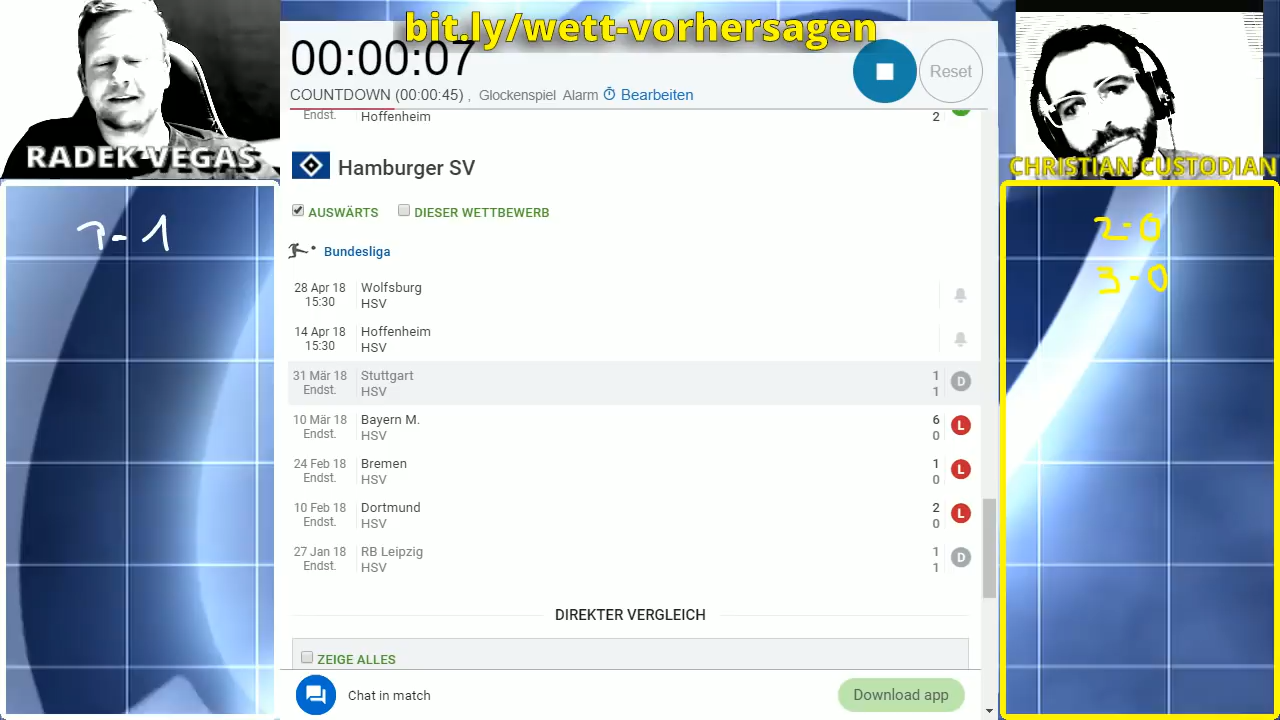 bit.ly/wett-vorhersagen
00:00:07
COUNTDOWN (00:00:45) , Glockenspiel Alarm Bearbeiten
Reset
RADEK VEGAS
CHRISTIAN CUSTODIAN
Endst. Hoffenheim 2
Hamburger SV
AUSWÄRTS DIESER WETTBEWERB
Bundesliga
28 Apr 18 Wolfsburg
15:30 HSV
14 Apr 18 Hoffenheim
15:30 HSV
31 Mär 18 Stuttgart 1 D
Endst. HSV 1
10 Mär 18 Bayern M. 6 L
Endst. HSV 0
24 Feb 18 Bremen 1 L
Endst. HSV 0
10 Feb 18 Dortmund 2 L
Endst. HSV 0
27 Jan 18 RB Leipzig 1 D
Endst. HSV 1
DIREKTER VERGLEICH
ZEIGE ALLES
Chat in match
Download app
1-1
2-0
3-0